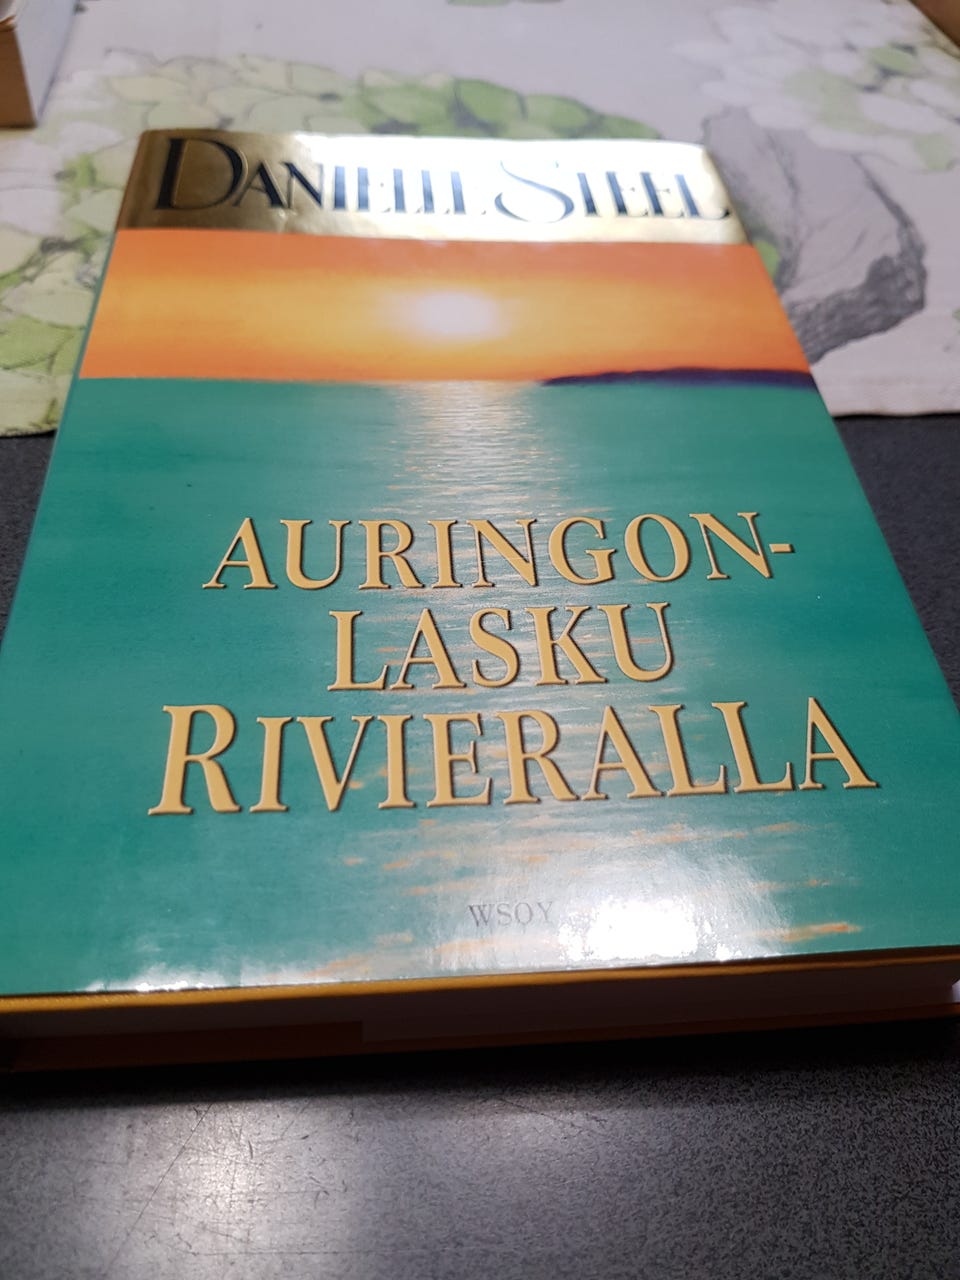 DANIELLE STEEL
AURINGON-
LASKU
RIVIERALLA
WSOY